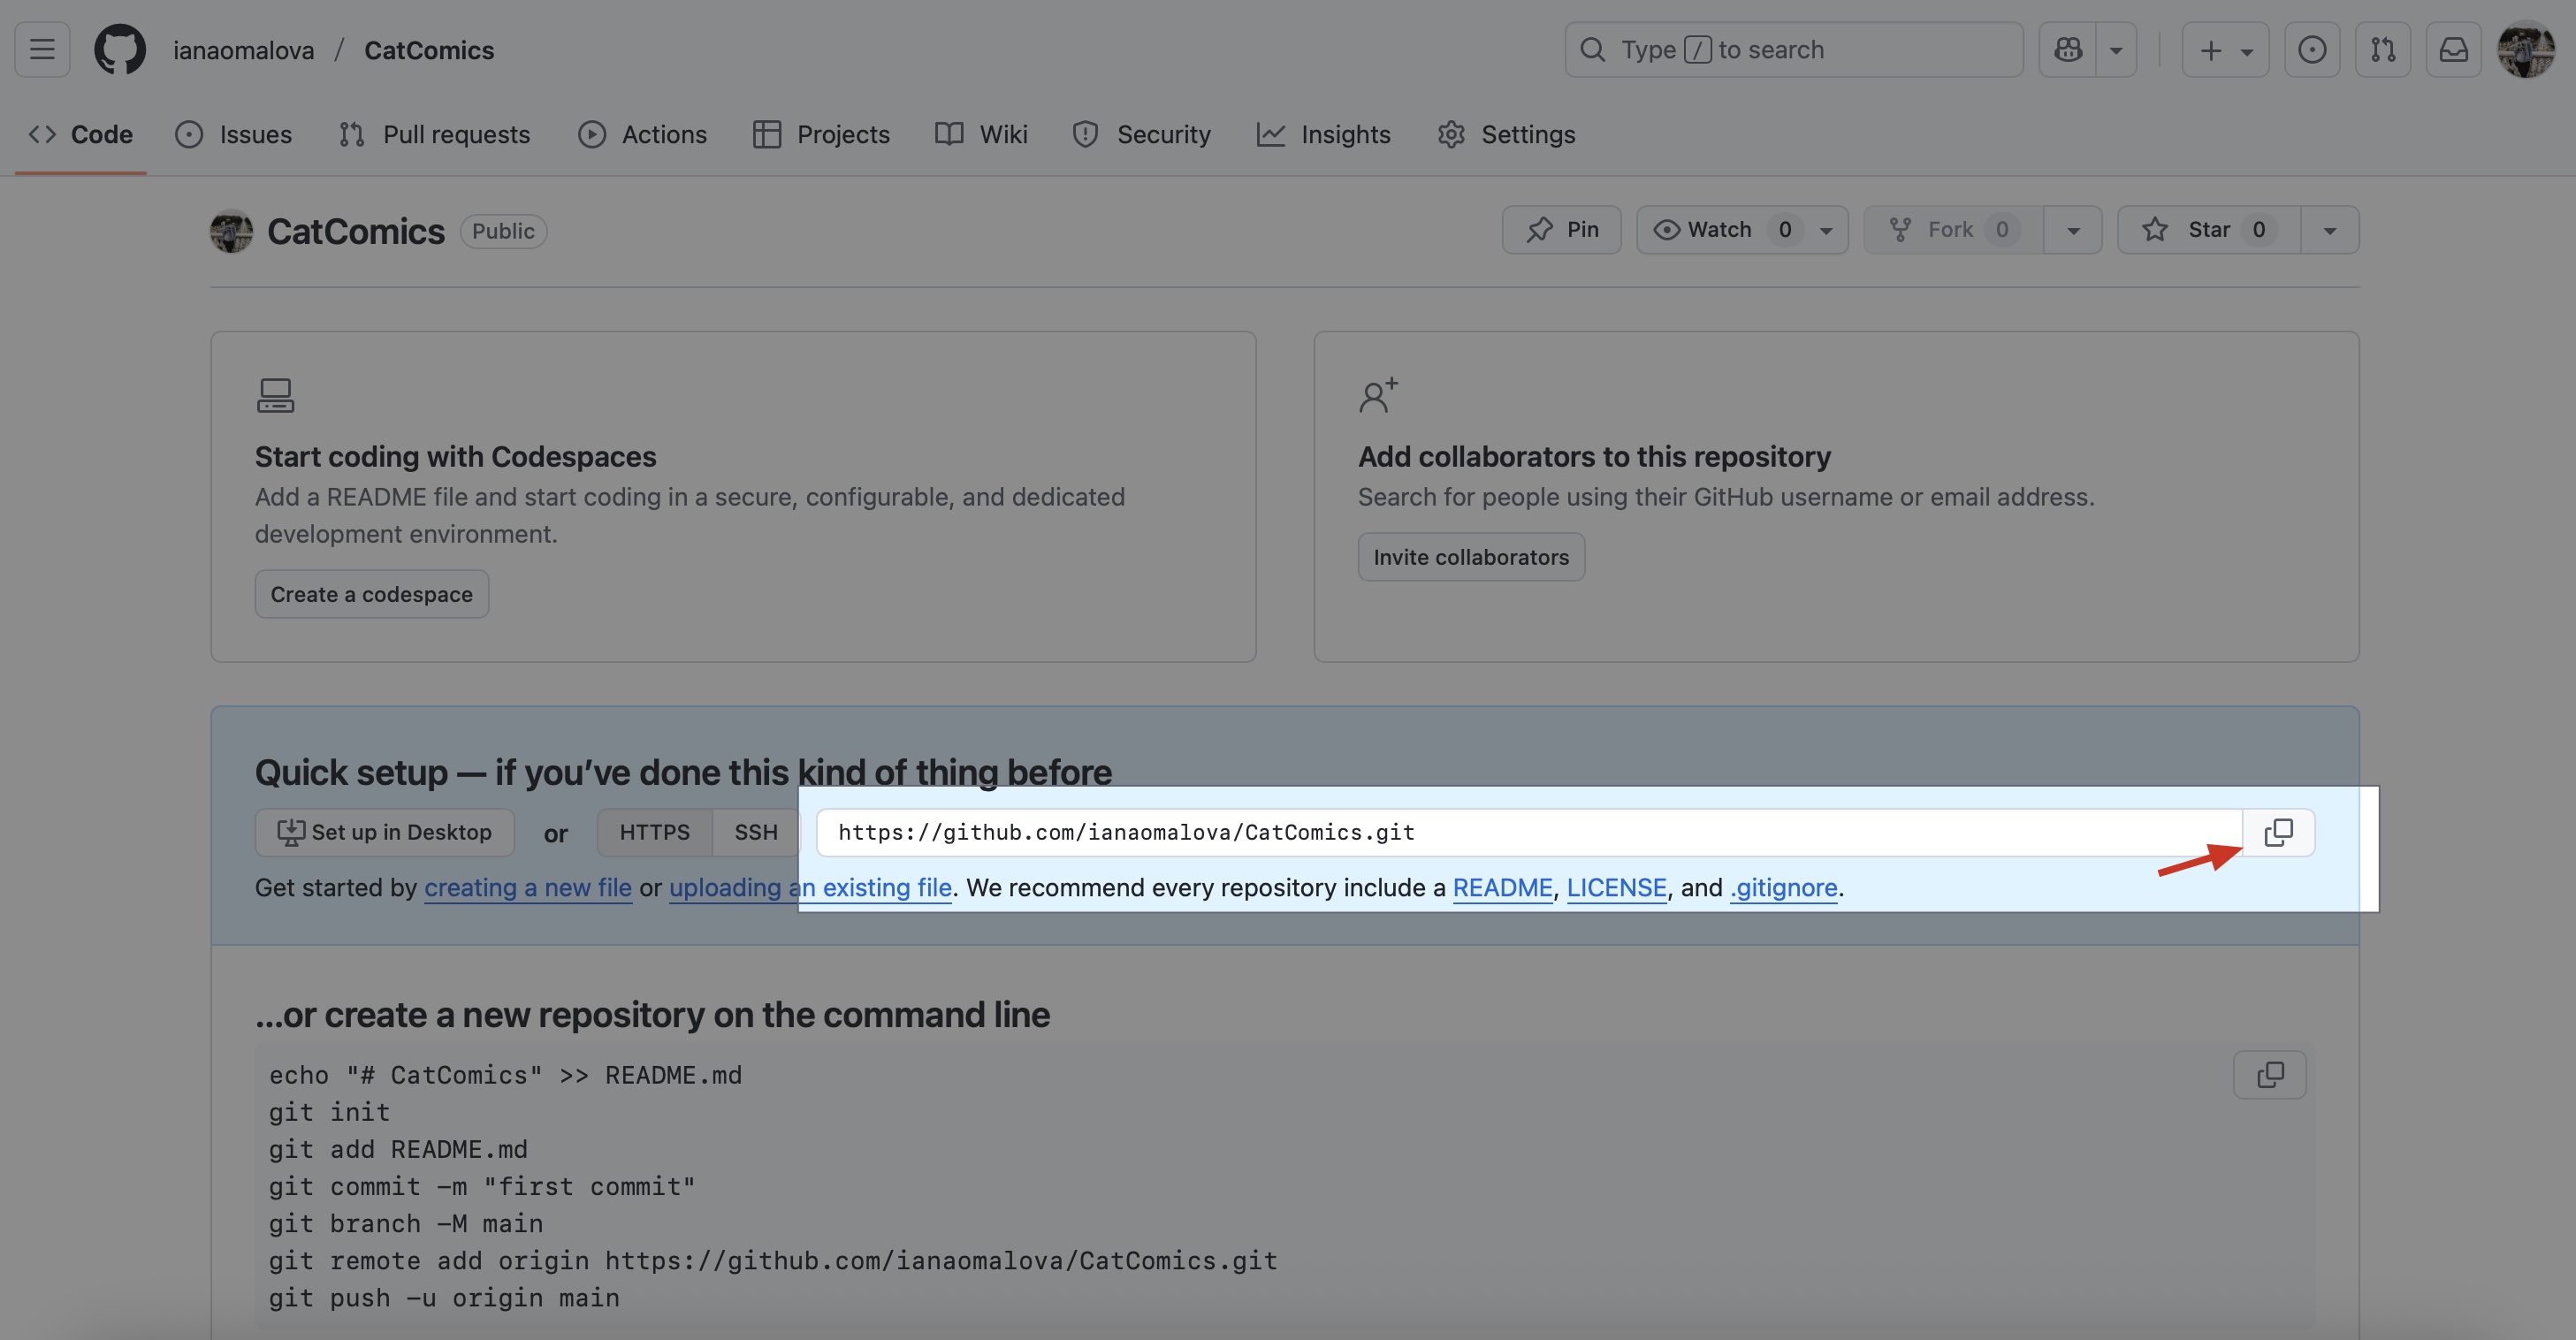 ianaomalova / CatComics
Type / to search
Code Issues Pull requests Actions Projects Wiki Security Insights Settings
CatComics Public
Pin Watch 0 Fork 0 Star 0
Start coding with Codespaces
Add a README file and start coding in a secure, configurable, and dedicated
development environment.
Create a codespace
Add collaborators to this repository
Search for people using their GitHub username or email address.
Invite collaborators
Quick setup — if you’ve done this kind of thing before
Set up in Desktop or HTTPS SSH https://github.com/ianaomalova/CatComics.git
Get started by creating a new file or uploading an existing file. We recommend every repository include a README, LICENSE, and .gitignore.
…or create a new repository on the command line
echo "# CatComics" >> README.md
git init
git add README.md
git commit -m "first commit"
git branch -M main
git remote add origin https://github.com/ianaomalova/CatComics.git
git push -u origin main